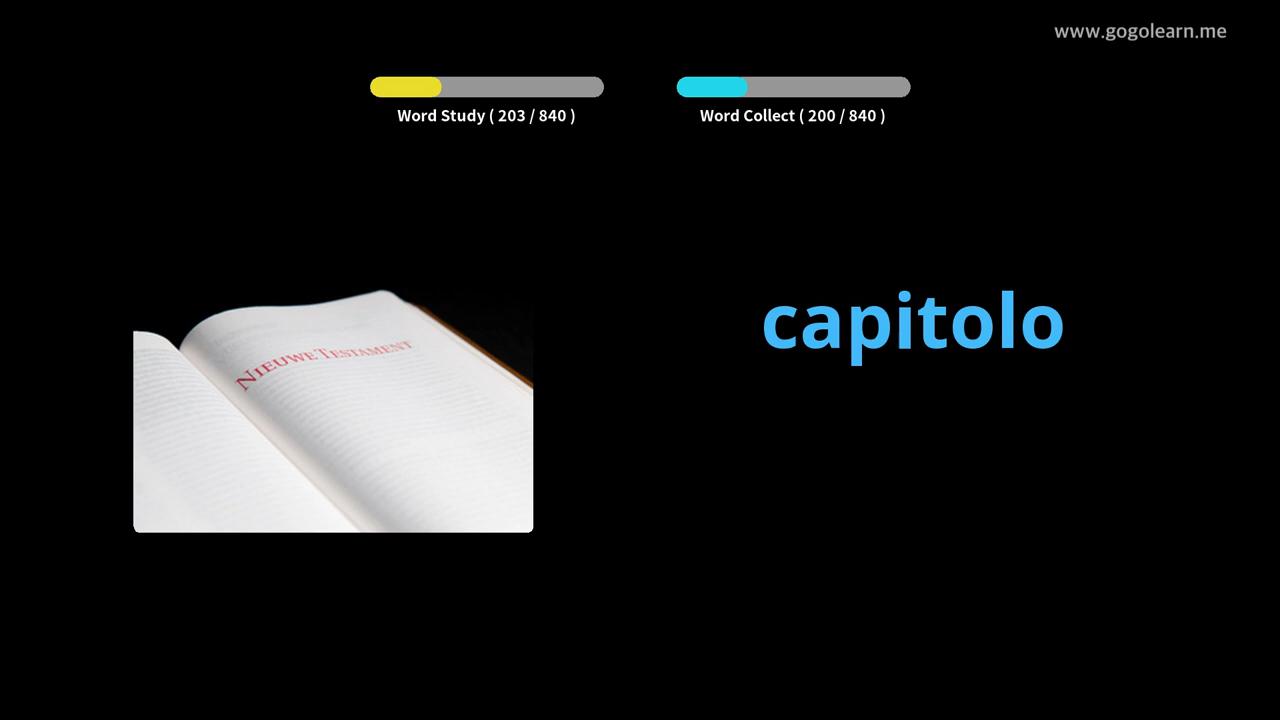 www.gogolearn.me
Word Study ( 203 / 840 )
Word Collect ( 200 / 840 )
NIEUWE TESTAMENT
capitolo